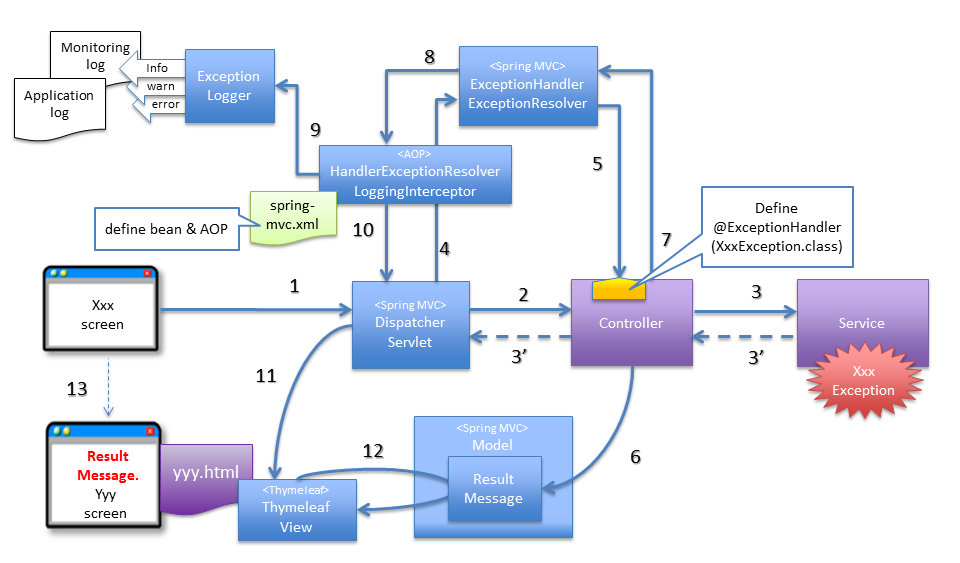 Monitoring
log
Application
log
Info
warn
error
Exception
Logger
9
8
<Spring MVC>
ExceptionHandler
ExceptionResolver
<AOP>
HandlerExceptionResolver
LoggingInterceptor
5
spring-
mvc.xml
define bean & AOP
10
4
7
Define
@ExceptionHandler
(XxxException.class)
Xxx
screen
1
<Spring MVC>
Dispatcher
Servlet
2
3'
Controller
3
3'
Service
Xxx
Exception
13
11
12
6
<Spring MVC>
Model
Result
Message
Result
Message.
Yyy
screen
yyy.html
<Thymeleaf>
Thymeleaf
View